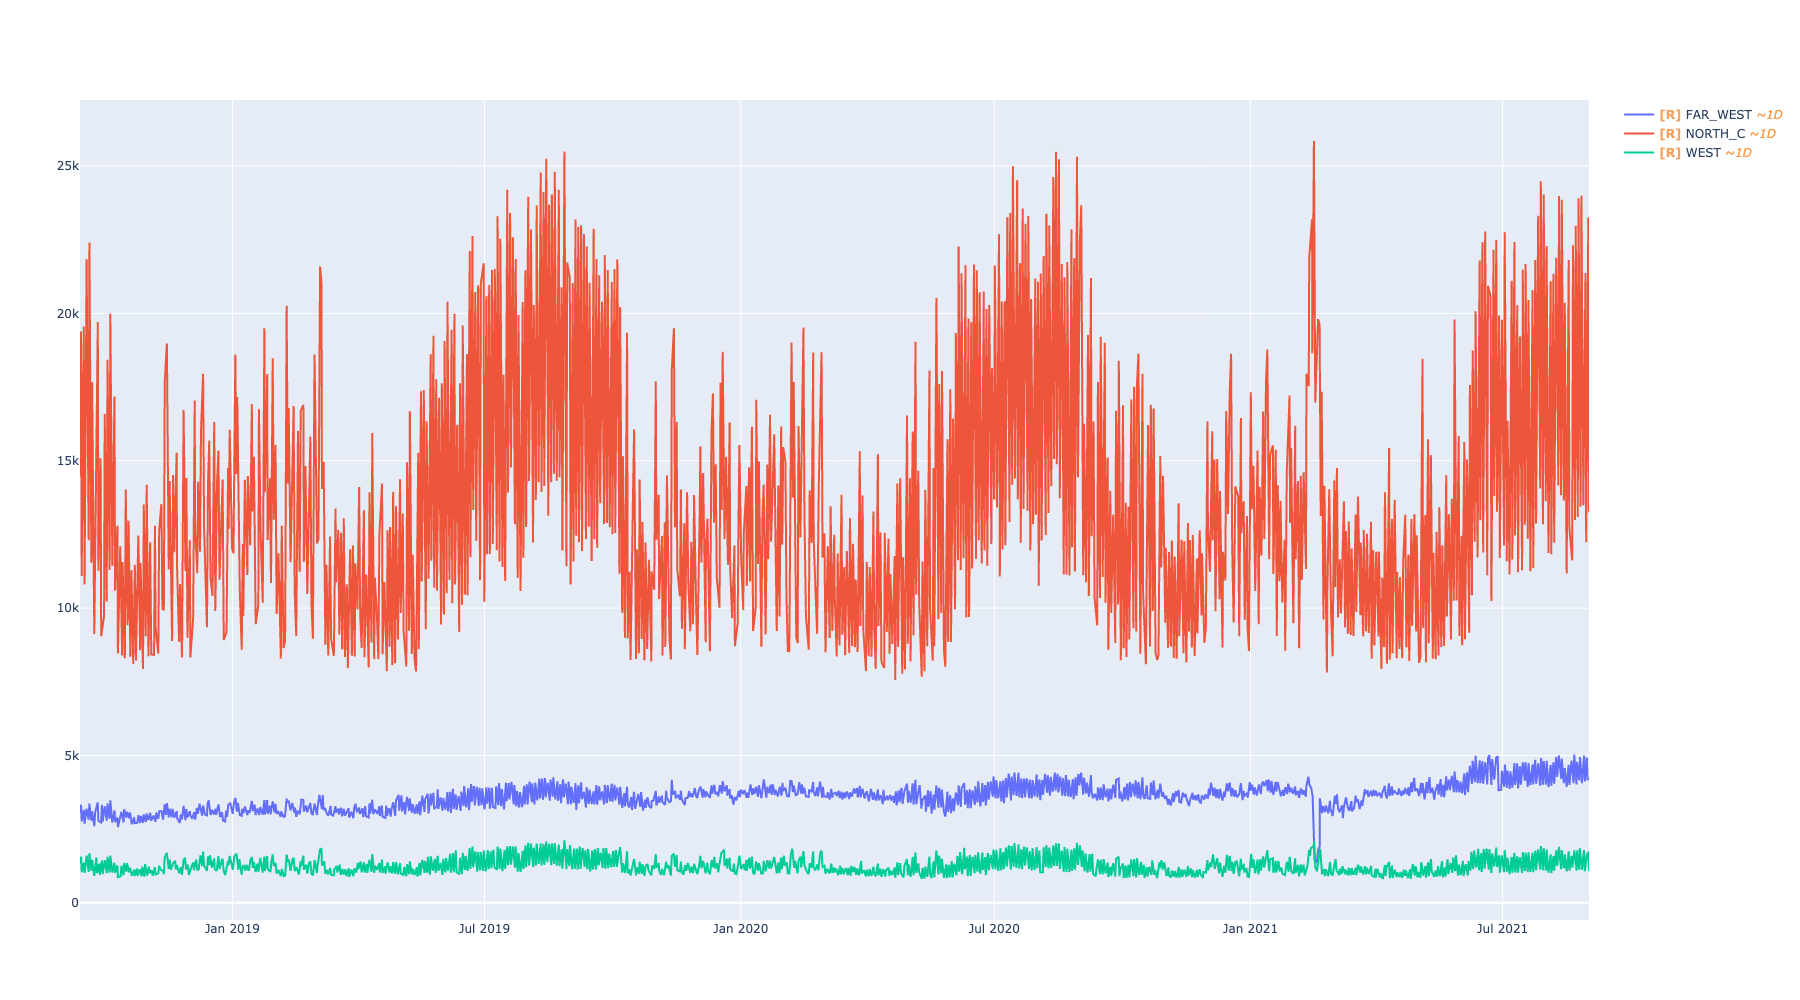 [R] FAR_WEST ~1D
[R] NORTH_C ~1D
[R] WEST ~1D
25k
20k
15k
10k
5k
0
Jan 2019
Jul 2019
Jan 2020
Jul 2020
Jan 2021
Jul 2021